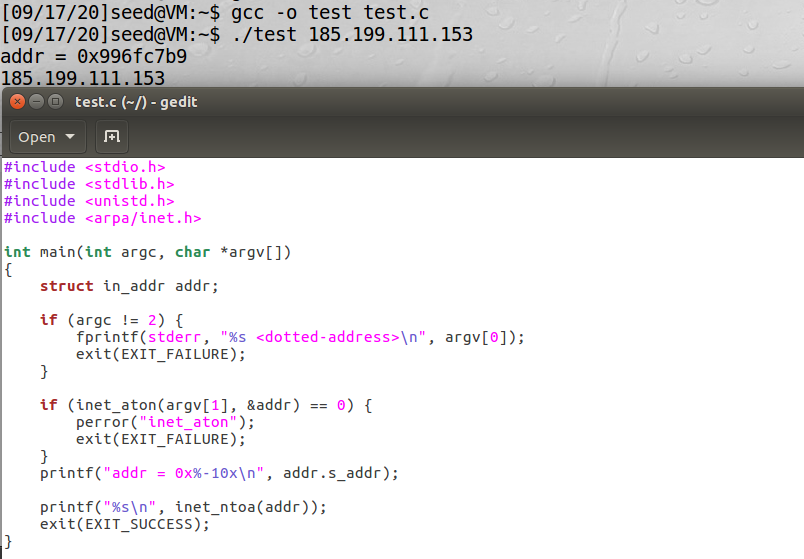 [09/17/20]seed@VM:~$ gcc -o test test.c
[09/17/20]seed@VM:~$ ./test 185.199.111.153
addr = 0x996fc7b9
185.199.111.153
test.c (~/) - gedit
Open
#include <stdio.h>
#include <stdlib.h>
#include <unistd.h>
#include <arpa/inet.h>
int main(int argc, char *argv[])
{
    struct in_addr addr;
    if (argc != 2) {
        fprintf(stderr, "%s <dotted-address>\n", argv[0]);
        exit(EXIT_FAILURE);
    }
    if (inet_aton(argv[1], &addr) == 0) {
        perror("inet_aton");
        exit(EXIT_FAILURE);
    }
    printf("addr = 0x%-10x\n", addr.s_addr);
    printf("%s\n", inet_ntoa(addr));
    exit(EXIT_SUCCESS);
}